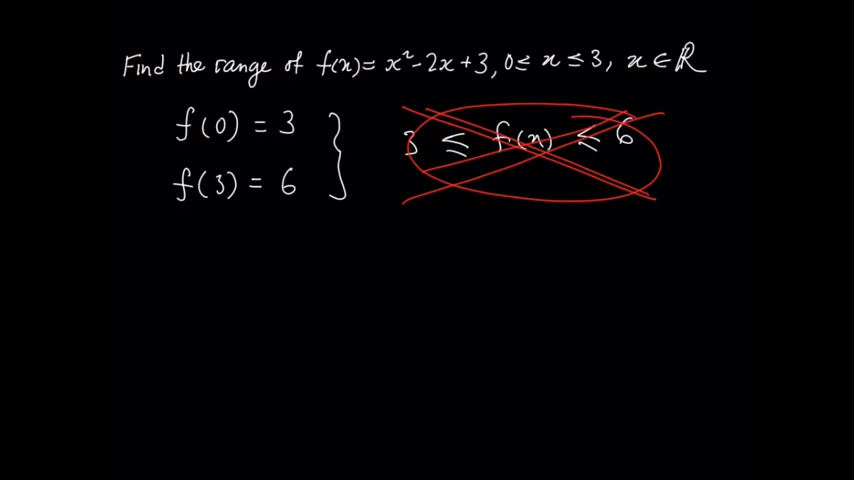 Find the range of f(x) = x² - 2x + 3, 0 ≤ x ≤ 3, x ∈ ℝ
f(0) = 3
3 ≤ f(x) ≤ 6
f(3) = 6